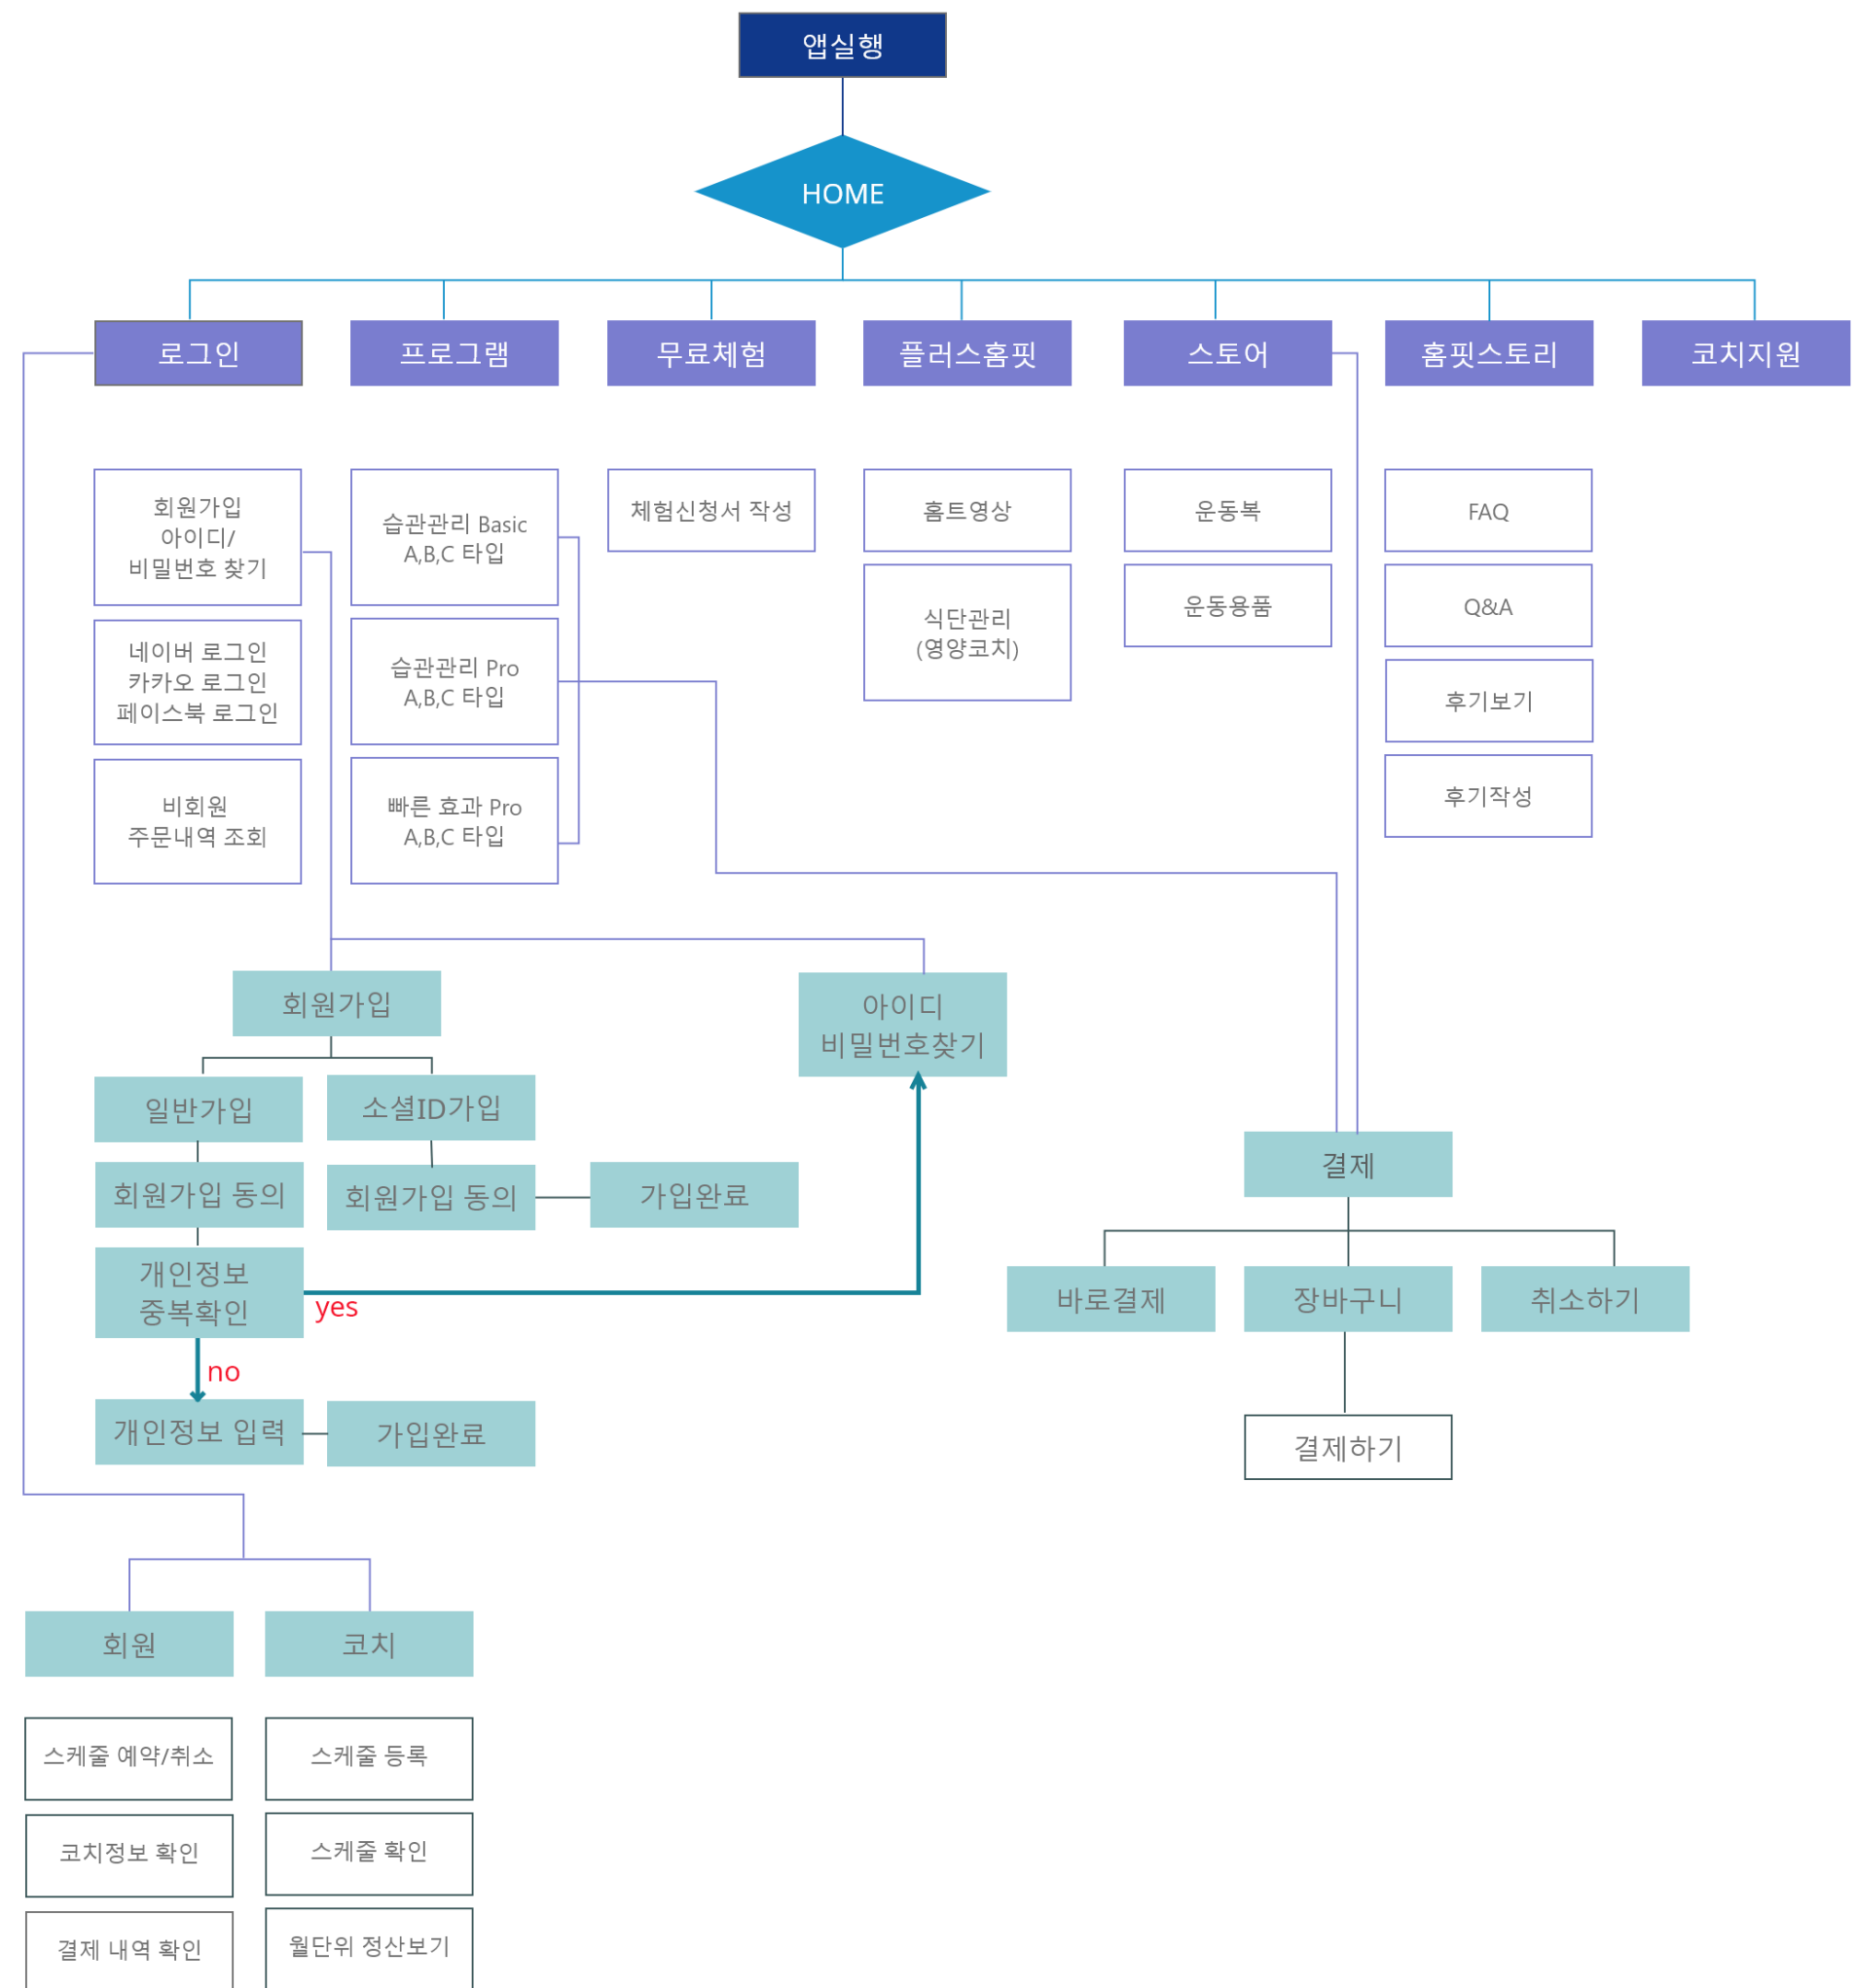 앱실행
HOME
로그인
프로그램
무료체험
플러스홈핏
스토어
홈핏스토리
코치지원
회원가입
아이디/
비밀번호 찾기
네이버 로그인
카카오 로그인
페이스북 로그인
비회원
주문내역 조회
습관관리 Basic
A,B,C 타입
습관관리 Pro
A,B,C 타입
빠른 효과 Pro
A,B,C 타입
체험신청서 작성
홈트영상
식단관리
(영양코치)
운동복
운동용품
FAQ
Q&A
후기보기
후기작성
회원가입
아이디
비밀번호찾기
일반가입
소셜ID가입
회원가입 동의
회원가입 동의
가입완료
개인정보
중복확인
yes
no
개인정보 입력
가입완료
결제
바로결제
장바구니
취소하기
결제하기
회원
코치
스케줄 예약/취소
코치정보 확인
결제 내역 확인
스케줄 등록
스케줄 확인
월단위 정산보기